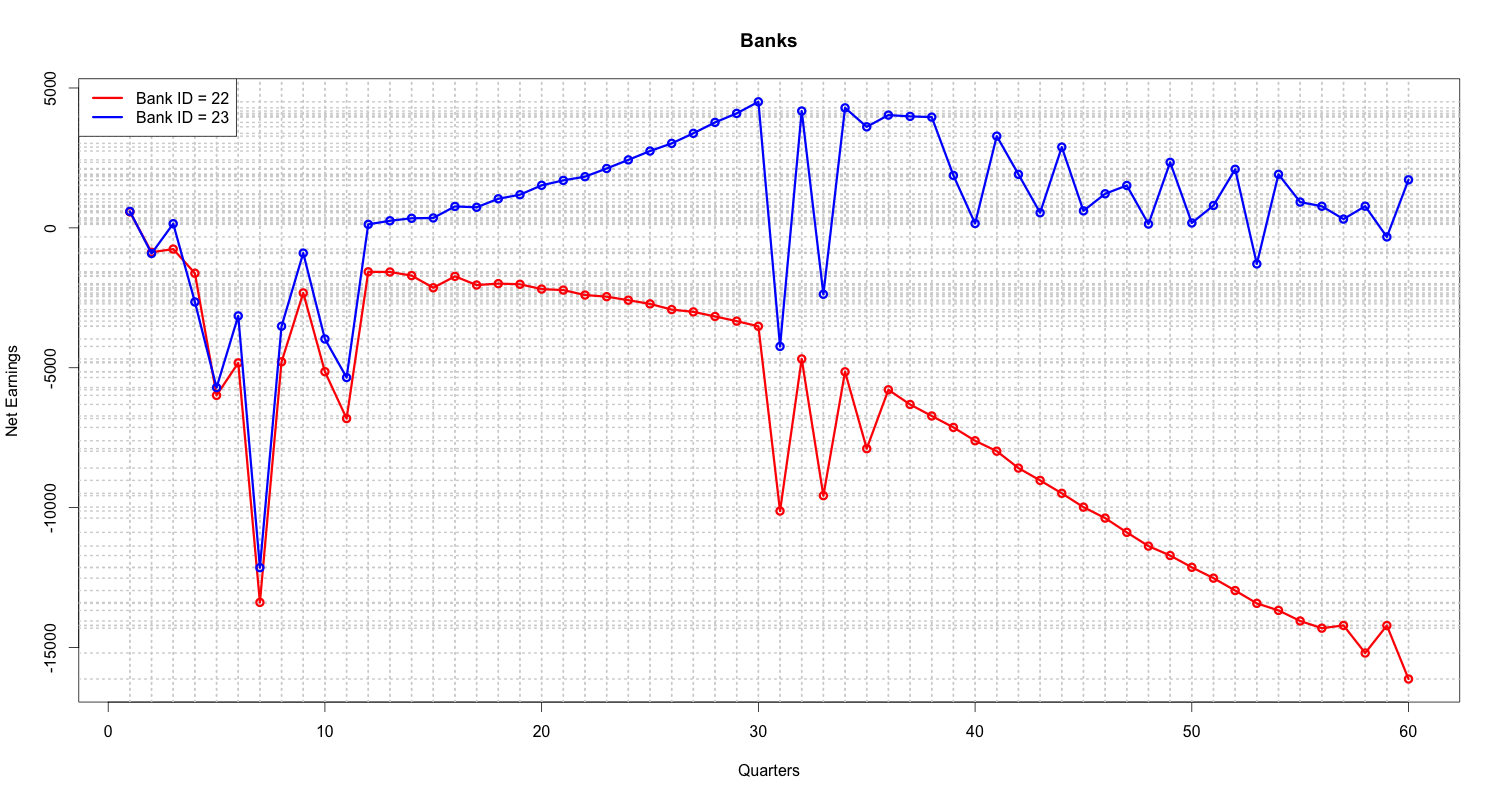 Banks
Bank ID = 22
Bank ID = 23
Net Earnings
5000
0
-5000
-10000
-15000
0 10 20 30 40 50 60
Quarters